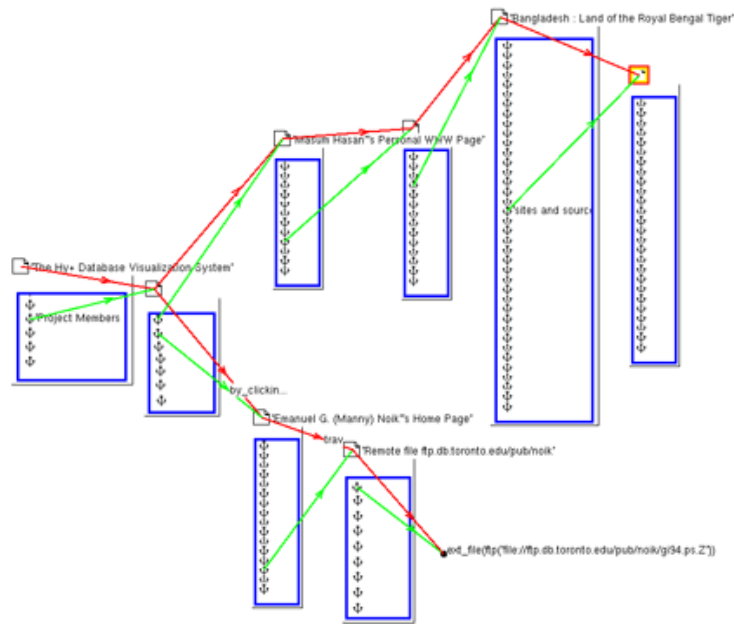 "Bangladesh : Land of the Royal Bengal Tiger"
"Masum Hasan"'s Personal WWW Page"
"sites and source
"The Hy+ Database Visualization System"
"Project Members
by_clickin...
"Emanuel G. (Manny) Noik"'s Home Page"
trav
"Remote file ftp.db.toronto.edu/pub/noik"
ext_file(ftp("file://ftp.db.toronto.edu/pub/noik/gi94.ps.Z"))